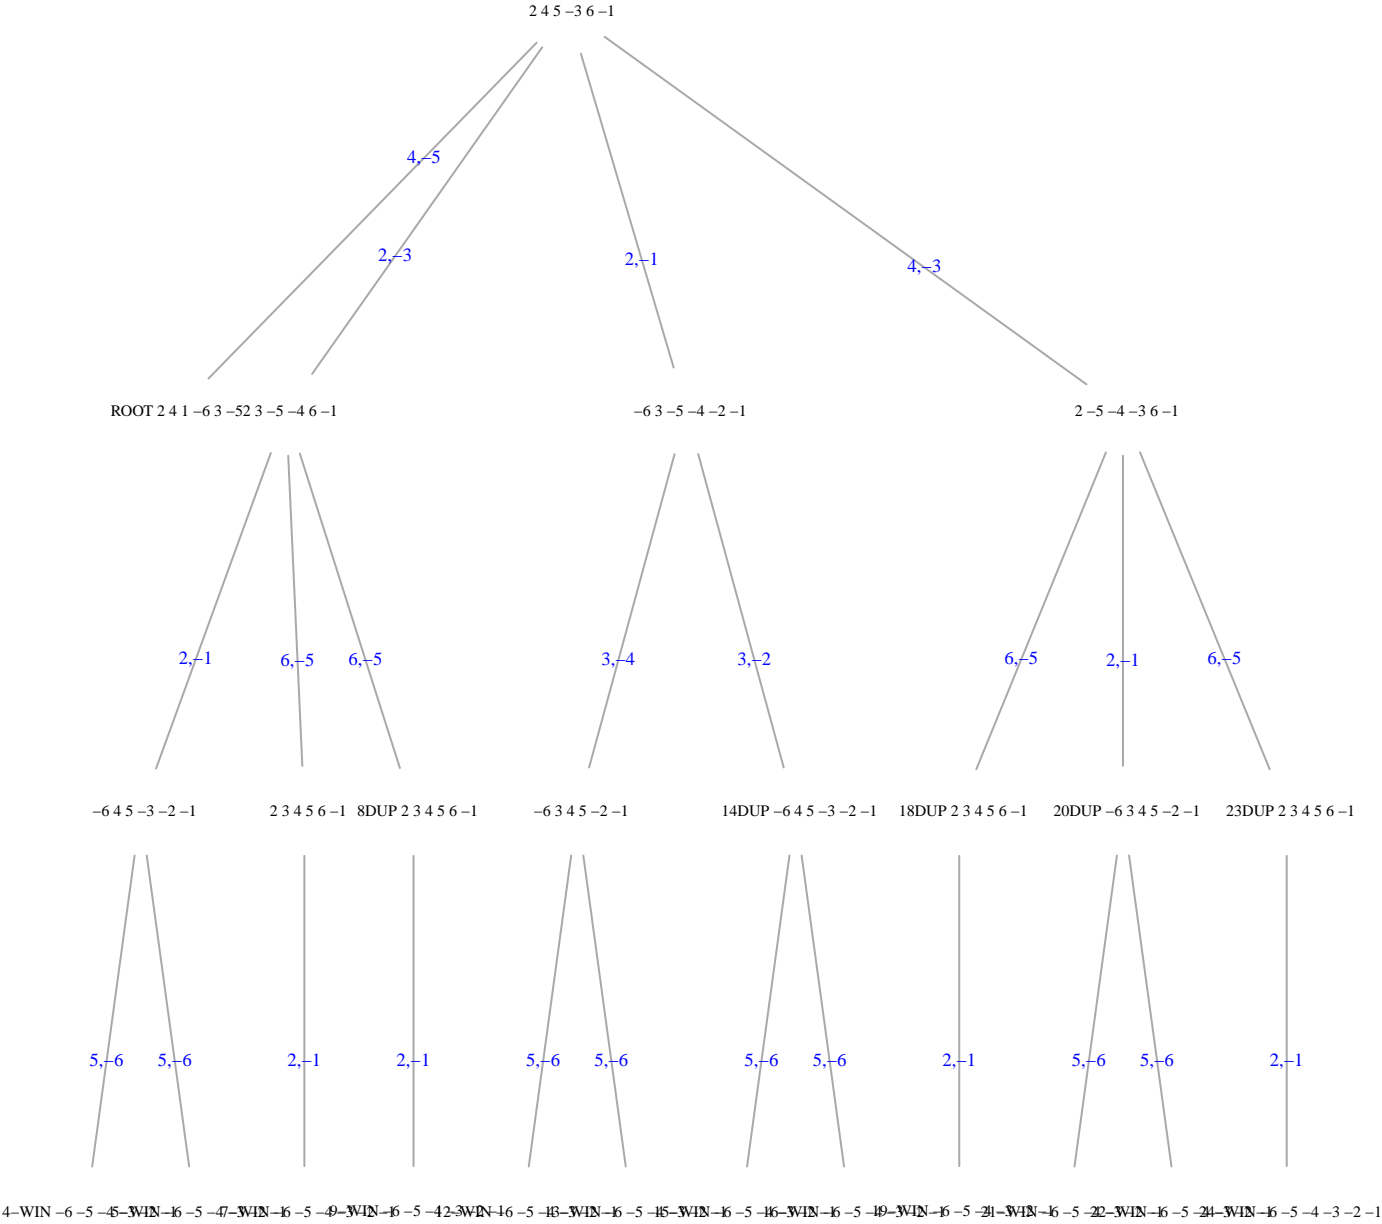 2 4 5 −3 6 −1
4,−5
2,−3
2,−1
4,−3
ROOT 2 4 1 −6 3 −52 3 −5 −4 6 −1
−6 3 −5 −4 −2 −1
2 −5 −4 −3 6 −1
2,−1 6,−5 6,−5 3,−4 3,−2 6,−5 2,−1 6,−5
−6 4 5 −3 −2 −1
2 3 4 5 6 −1
8DUP 2 3 4 5 6 −1
−6 3 4 5 −2 −1
14DUP −6 4 5 −3 −2 −1
18DUP 2 3 4 5 6 −1
20DUP −6 3 4 5 −2 −1
23DUP 2 3 4 5 6 −1
5,−6 5,−6 2,−1 2,−1 5,−6 5,−6 5,−6 5,−6 2,−1 5,−6 5,−6 2,−1
4−WIN −6 −5 −4